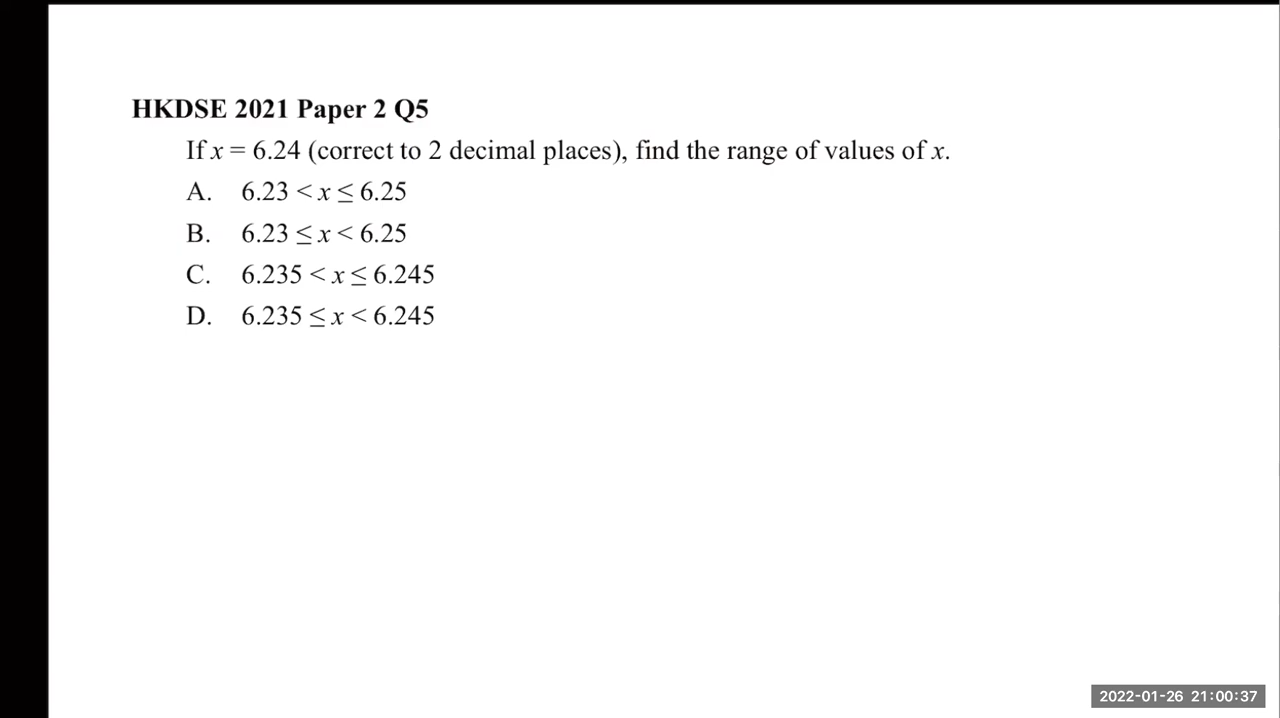 HKDSE 2021 Paper 2 Q5
If x = 6.24 (correct to 2 decimal places), find the range of values of x.
A. 6.23 < x ≤ 6.25
B. 6.23 ≤ x < 6.25
C. 6.235 < x ≤ 6.245
D. 6.235 ≤ x < 6.245
2022-01-26 21:00:37